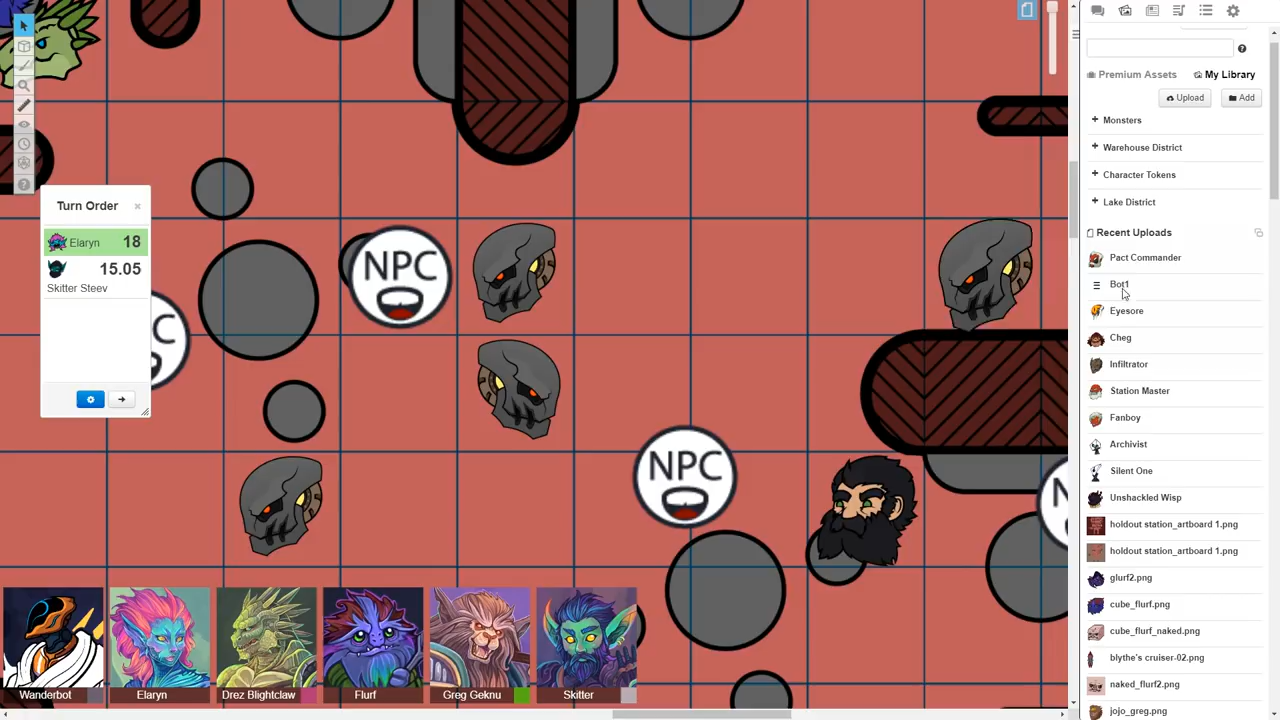 Premium Assets
My Library
Upload
Add
Monsters
Warehouse District
Character Tokens
Lake District
Recent Uploads
Pact Commander
Bot1
Eyesore
Cheg
Infiltrator
Station Master
Fanboy
Archivist
Silent One
Unshackled Wisp
holdout station_artboard 1.png
holdout station_artboard 1.png
glurf2.png
cube_flurf.png
cube_flurf_naked.png
blythe's cruiser-02.png
naked_flurf2.png
jojo_greg.png
Turn Order
Elaryn 18
15.05
Skitter Steev
C
NPC
NPC
N
Wanderbot
Elaryn
Drez Blightclaw
Flurf
Greg Geknu
Skitter